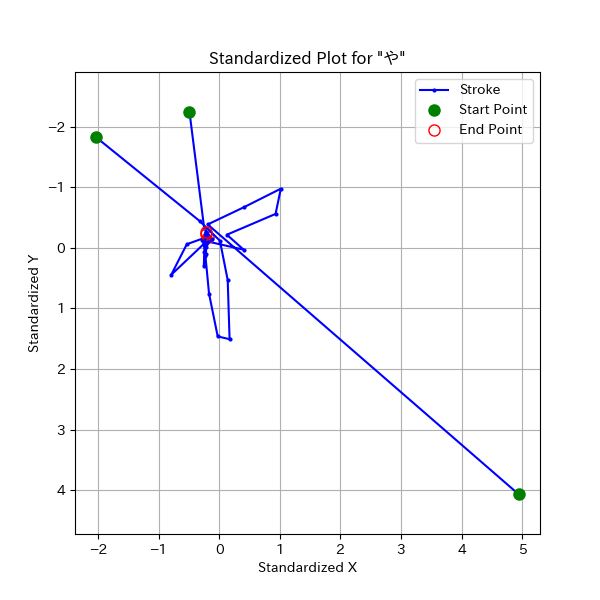 Standardized Plot for "や"
Stroke
Start Point
End Point
−2
−1
0
1
2
3
4
Standardized Y
−2 −1 0 1 2 3 4 5
Standardized X